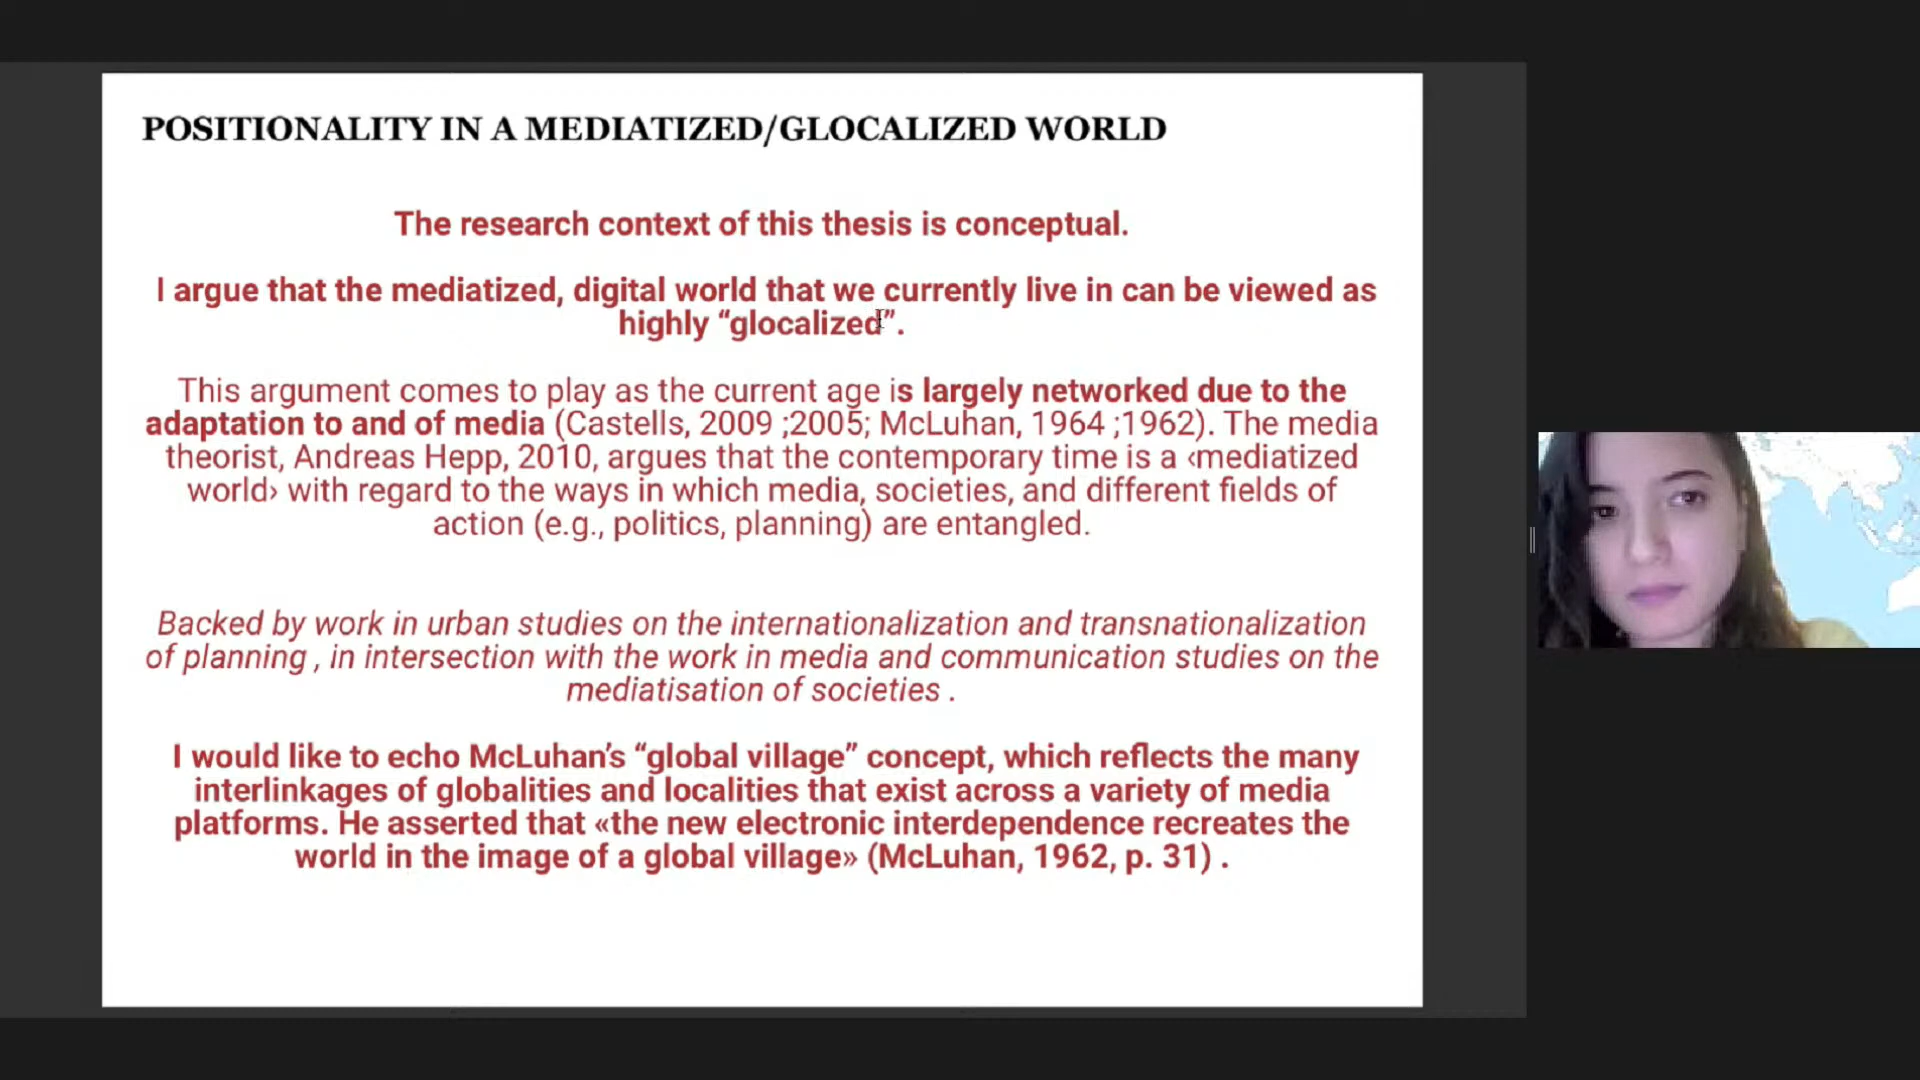 POSITIONALITY IN A MEDIATIZED/GLOCALIZED WORLD
The research context of this thesis is conceptual.
I argue that the mediatized, digital world that we currently live in can be viewed as
highly “glocalized”.
This argument comes to play as the current age is largely networked due to the
adaptation to and of media (Castells, 2009 ;2005; McLuhan, 1964 ;1962). The media
theorist, Andreas Hepp, 2010, argues that the contemporary time is a ‹mediatized
world› with regard to the ways in which media, societies, and different fields of
action (e.g., politics, planning) are entangled.
Backed by work in urban studies on the internationalization and transnationalization
of planning , in intersection with the work in media and communication studies on the
mediatisation of societies .
I would like to echo McLuhan’s “global village” concept, which reflects the many
interlinkages of globalities and localities that exist across a variety of media
platforms. He asserted that «the new electronic interdependence recreates the
world in the image of a global village» (McLuhan, 1962, p. 31) .